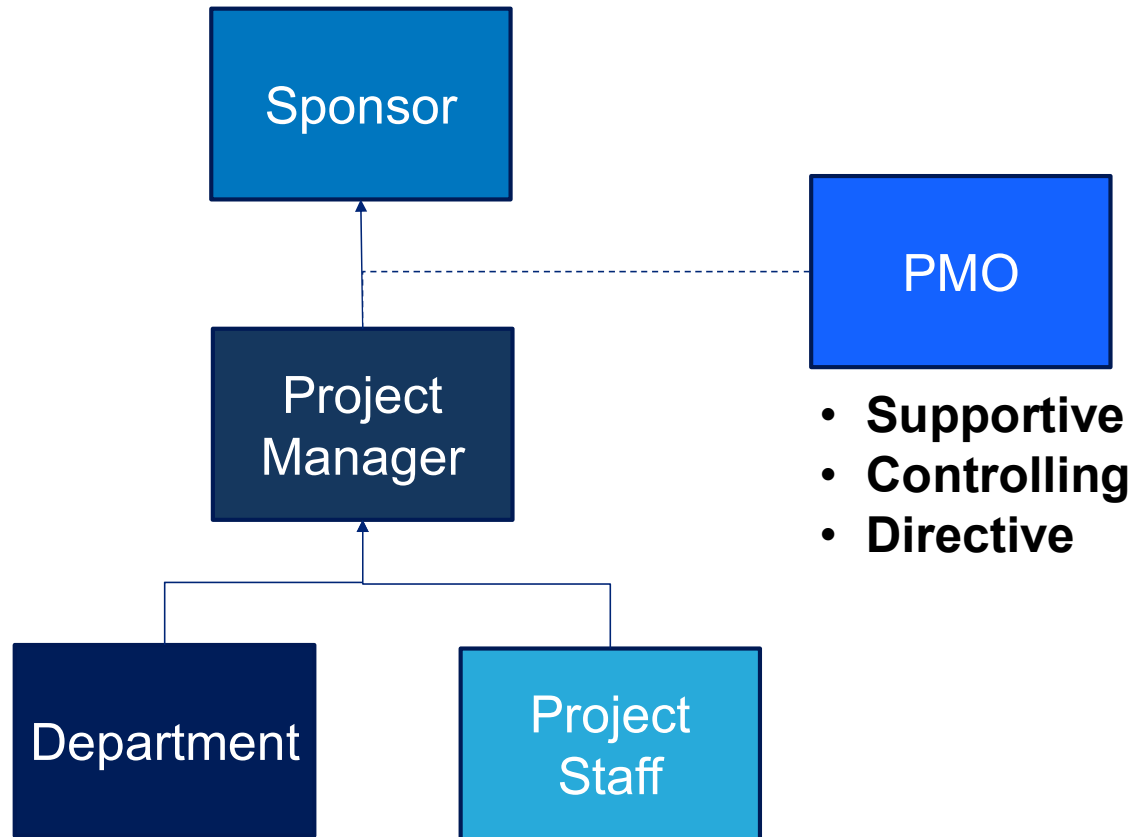 Sponsor
PMO
Project
Manager
• Supportive
• Controlling
• Directive
Department
Project
Staff